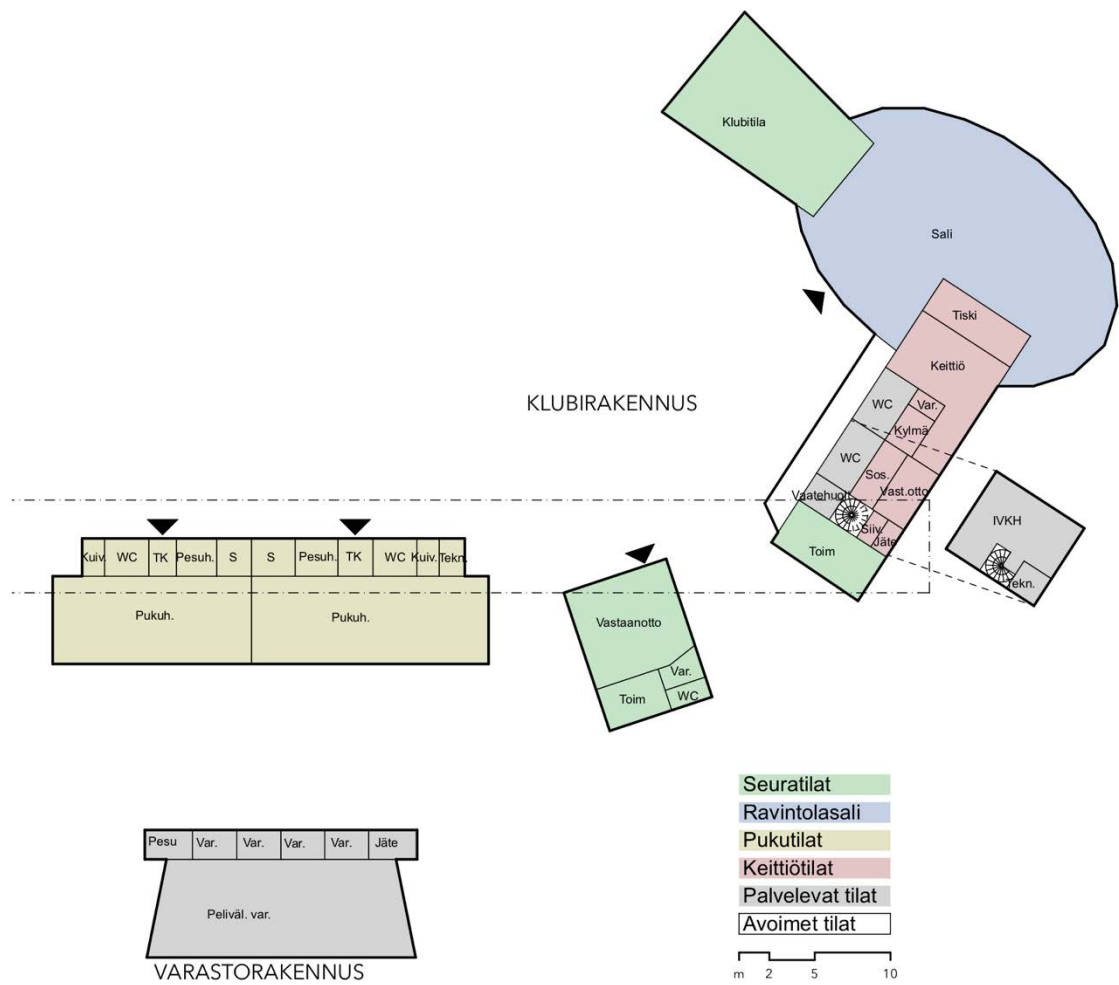 Klubitila
Sali
Tiski
Keittiö
KLUBIRAKENNUS
WC
Var.
Kylmä
WC
Sos.
Vast.otto
Vaatehuolt.
Siiv.
Jäte
Toim
IVKH
Tekn.
Kuiv.
WC
TK
Pesuh.
S
S
Pesuh.
TK
WC
Kuiv.
Tekn.
Pukuh.
Pukuh.
Vastaanotto
Var.
Toim
WC
Seuratilat
Ravintolasali
Pukutilat
Keittiötilat
Palvelevat tilat
Avoimet tilat
m 2 5 10
Pesu
Var.
Var.
Var.
Var.
Jäte
Peliväl. var.
VARASTORAKENNUS